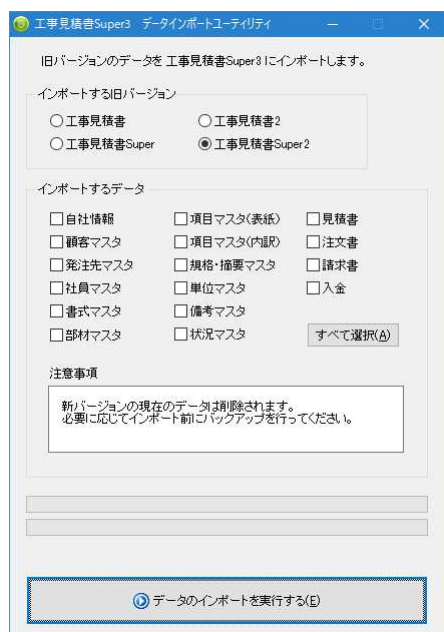 工事見積書Super3 データインポートユーティリティ
旧バージョンのデータを 工事見積書Super3 にインポートします。
インポートする旧バージョン
工事見積書 工事見積書2
工事見積書Super 工事見積書Super2
インポートするデータ
自社情報 項目マスタ(表紙) 見積書
顧客マスタ 項目マスタ(内訳) 注文書
発注先マスタ 規格・摘要マスタ 請求書
社員マスタ 単位マスタ 入金
書式マスタ 備考マスタ
部材マスタ 状況マスタ すべて選択(A)
注意事項
新バージョンの現在のデータは削除されます。
必要に応じてインポート前にバックアップを行ってください。
データのインポートを実行する(E)